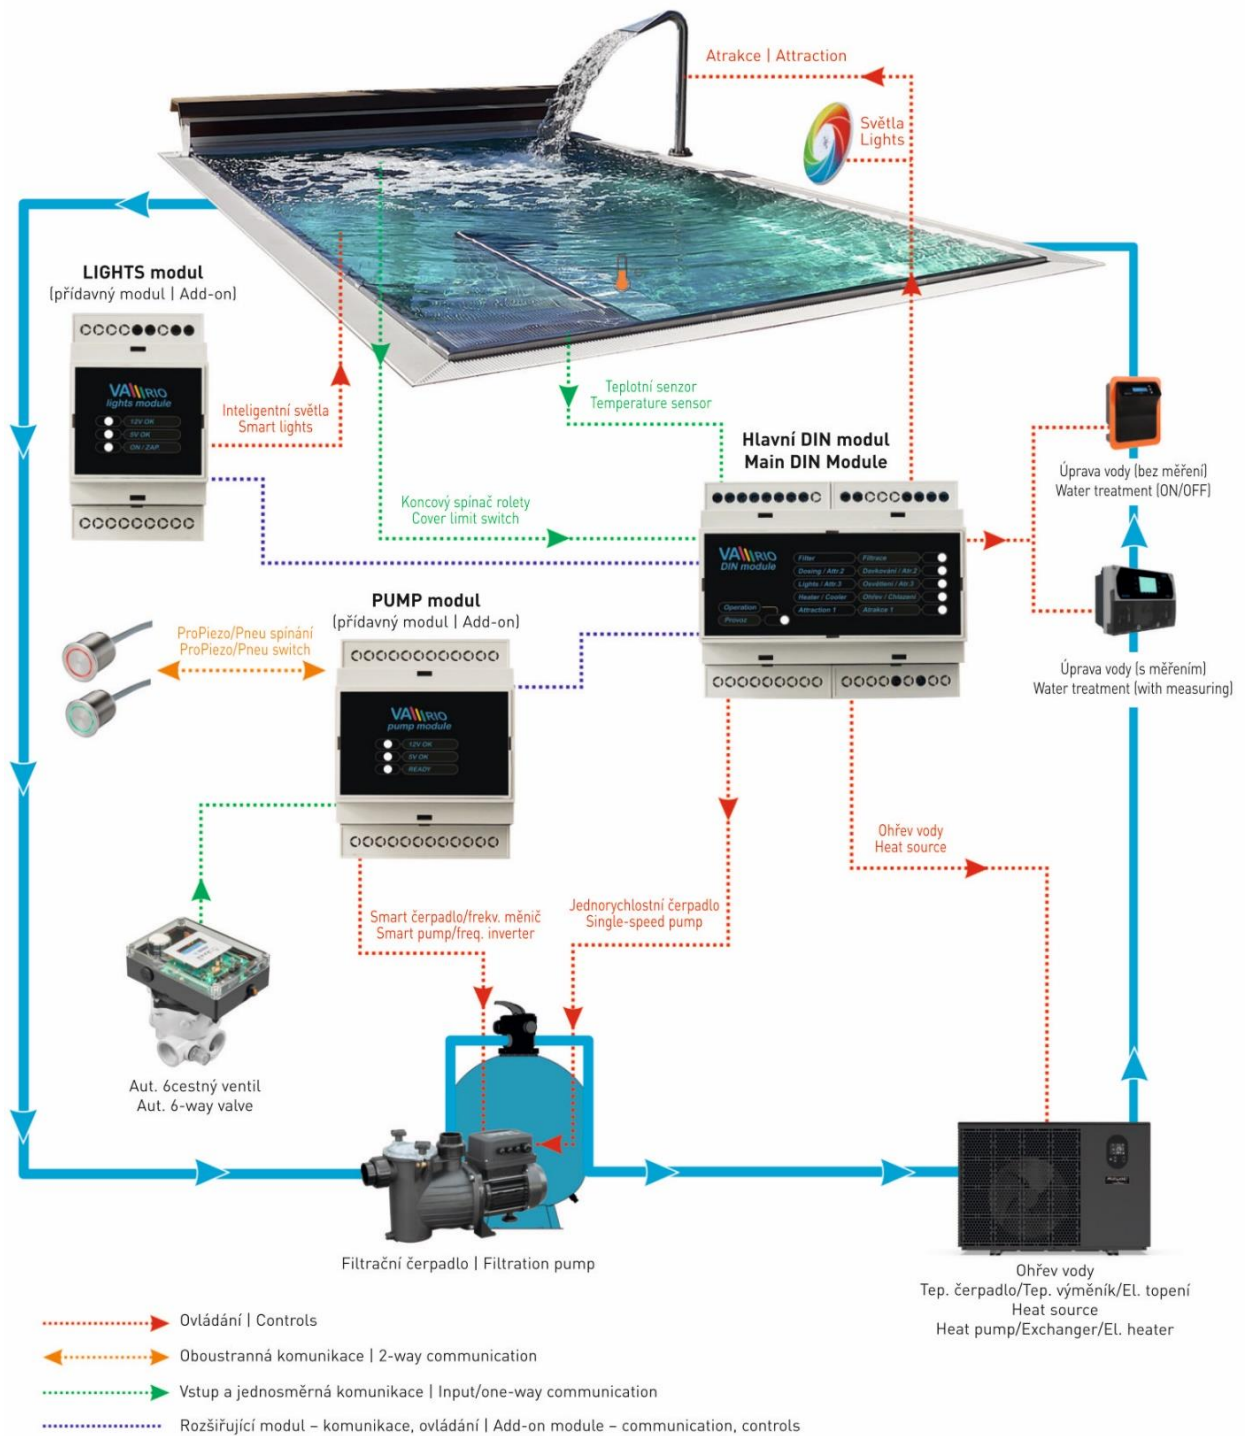 Atrakce | Attraction
Světla
Lights
LIGHTS modul
(přídavný modul | Add-on)
VA RIO
lights module
12V OK
5V OK
ON / ZAP.
Inteligentní světla
Smart lights
Teplotní senzor
Temperature sensor
Koncový spínač rolety
Cover limit switch
Hlavní DIN modul
Main DIN Module
VA RIO
DIN module
Filter
Filtrace
Dosing / Attr.2
Davkování / Atr.2
Lights / Attr.3
Osvětlení / Atr.3
Heater / Cooler
Ohřev / Chlazení
Attraction 1
Atrakce 1
Operation
Provoz
Úprava vody (bez měření)
Water treatment (ON/OFF)
Úprava vody (s měřením)
Water treatment (with measuring)
PUMP modul
(přídavný modul | Add-on)
ProPiezo/Pneu spínání
ProPiezo/Pneu switch
VA RIO
pump module
12V OK
5V OK
READY
Ohřev vody
Heat source
Smart čerpadlo/frekv. měnič
Smart pump/freq. inverter
Jednorychlostní čerpadlo
Single-speed pump
Aut. 6cestný ventil
Aut. 6-way valve
Filtrační čerpadlo | Filtration pump
Ohřev vody
Tep. čerpadlo/Tep. výměník/El. topení
Heat source
Heat pump/Exchanger/El. heater
Ovládání | Controls
Oboustranná komunikace | 2-way communication
Vstup a jednosměrná komunikace | Input/one-way communication
Rozšiřující modul – komunikace, ovládání | Add-on module – communication, controls